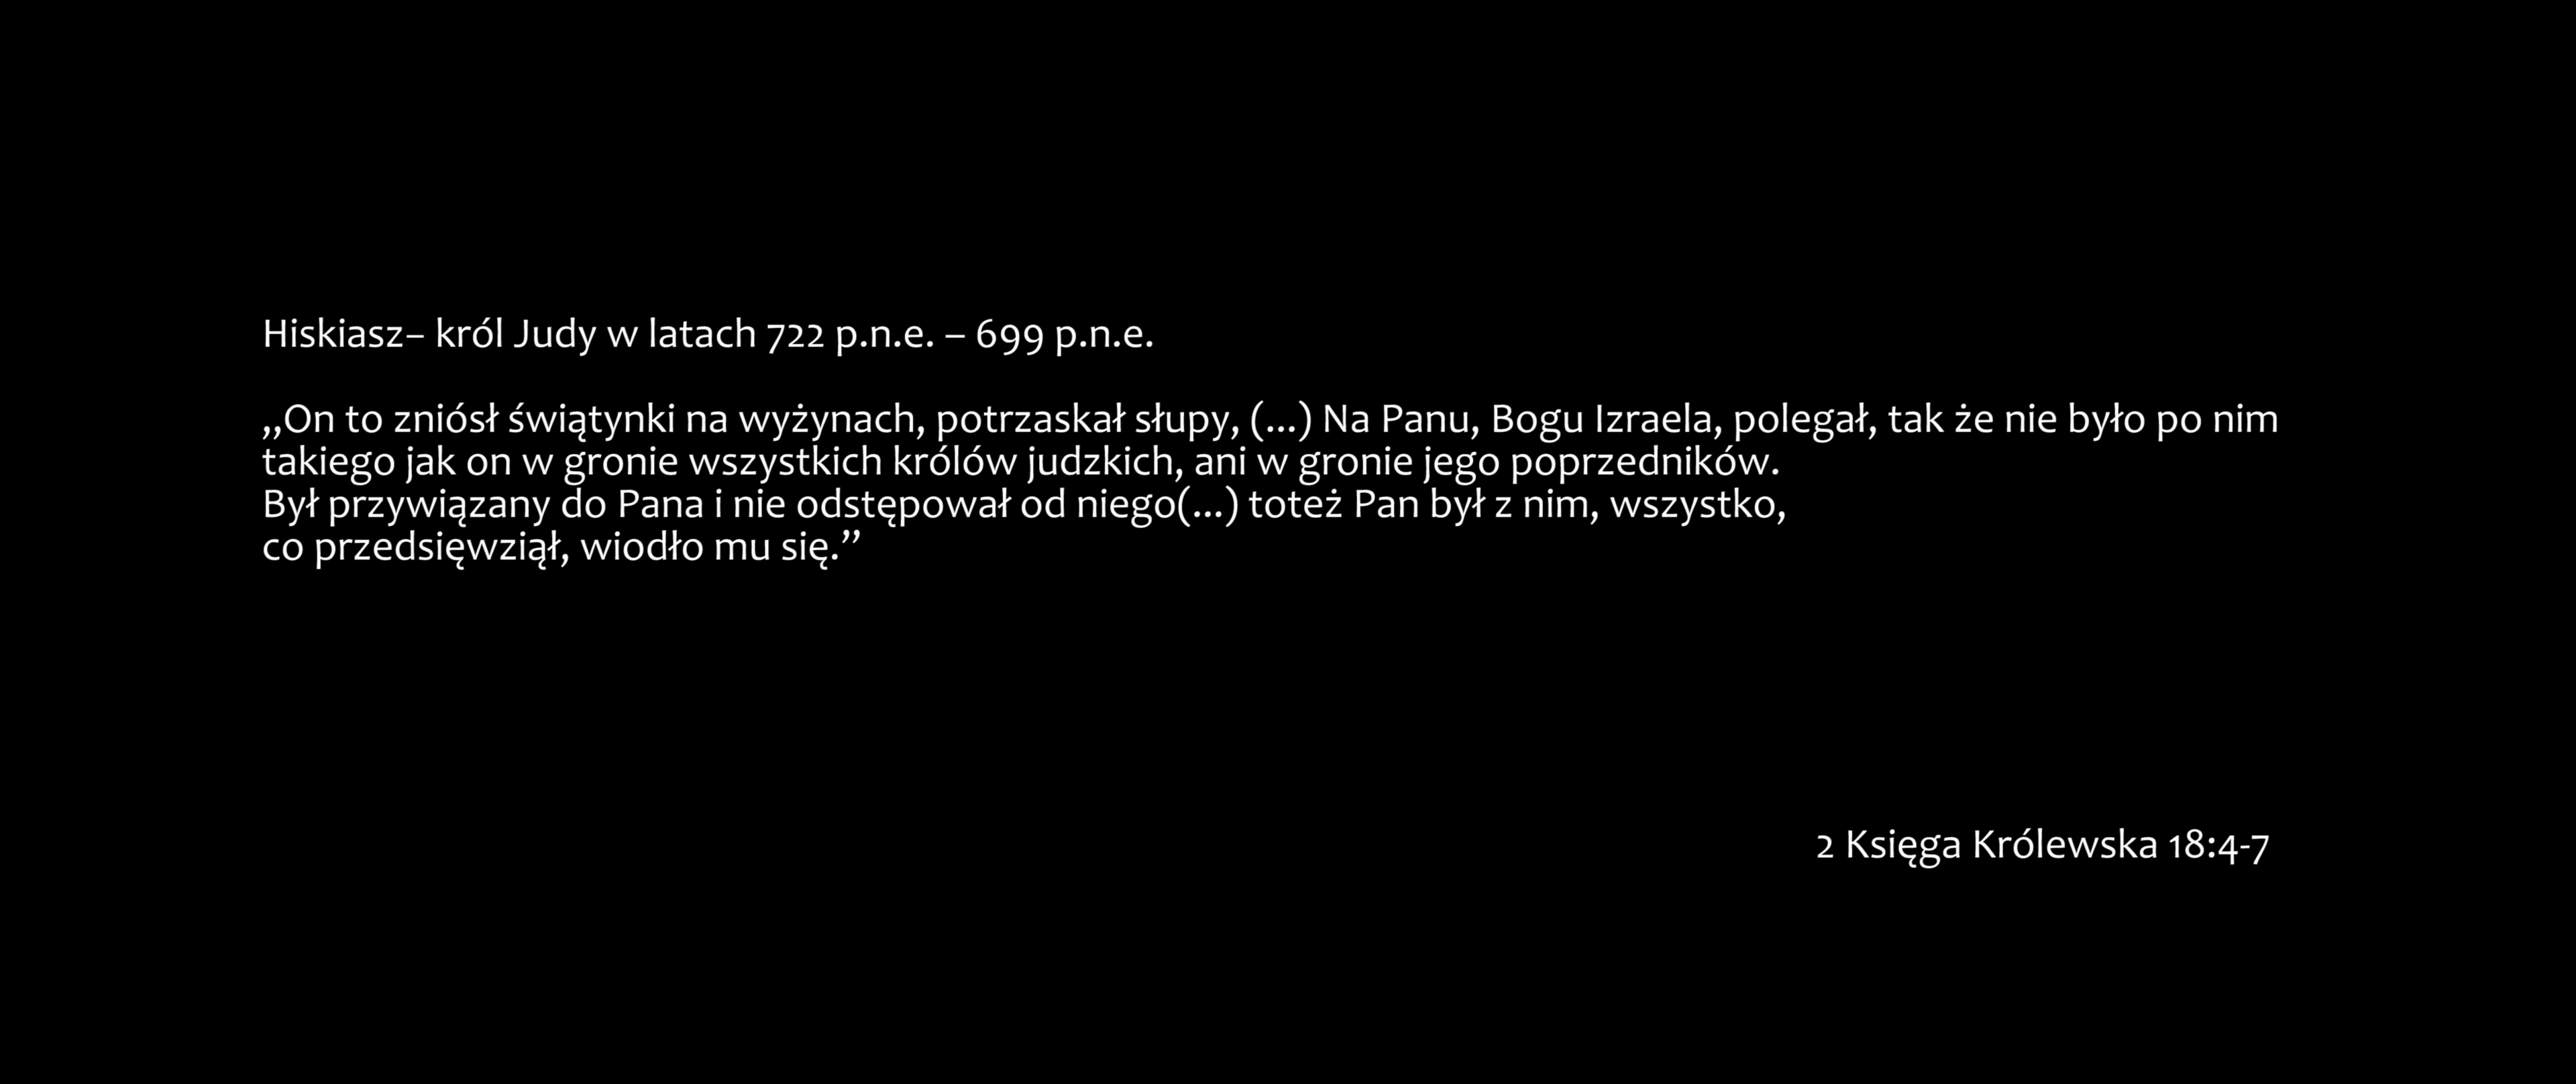 Hiskiasz– król Judy w latach 722 p.n.e. – 699 p.n.e.
„On to zniósł świątynki na wyżynach, potrzaskał słupy, (...) Na Panu, Bogu Izraela, polegał, tak że nie było po nim
takiego jak on w gronie wszystkich królów judzkich, ani w gronie jego poprzedników.
Był przywiązany do Pana i nie odstępował od niego(...) toteż Pan był z nim, wszystko,
co przedsięwziął, wiodło mu się.”
2 Księga Królewska 18:4-7